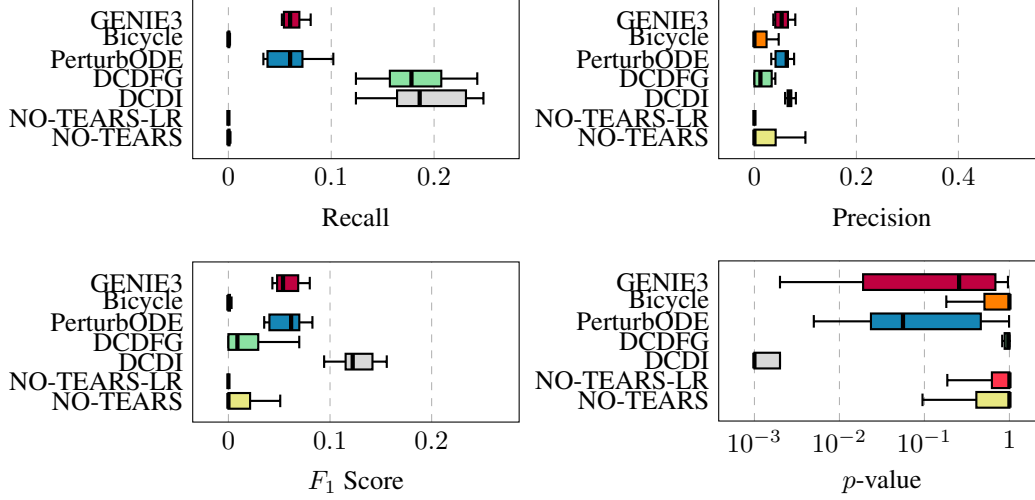 GENIE3
Bicycle
PerturbODE
DCDFG
DCDI
NO-TEARS-LR
NO-TEARS
0 0.1 0.2
Recall
GENIE3
Bicycle
PerturbODE
DCDFG
DCDI
NO-TEARS-LR
NO-TEARS
0 0.2 0.4
Precision
GENIE3
Bicycle
PerturbODE
DCDFG
DCDI
NO-TEARS-LR
NO-TEARS
0 0.1 0.2
F₁ Score
GENIE3
Bicycle
PerturbODE
DCDFG
DCDI
NO-TEARS-LR
NO-TEARS
10⁻³ 10⁻² 10⁻¹ 1
p-value